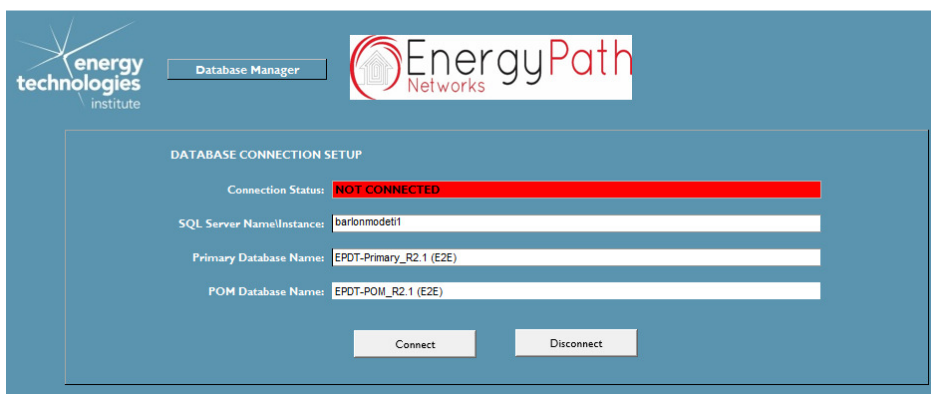 energy
technologies
institute
Database Manager
EnergyPath
Networks
DATABASE CONNECTION SETUP
Connection Status: NOT CONNECTED
SQL Server Name\Instance: barlonmodeti1
Primary Database Name: EPDT-Primary_R2.1 (E2E)
POM Database Name: EPDT-POM_R2.1 (E2E)
Connect Disconnect